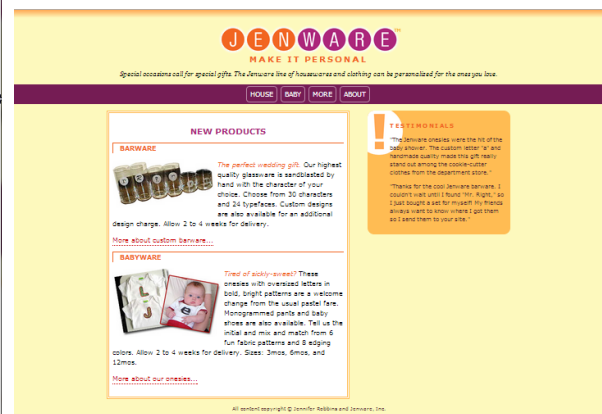 JENWARE™
MAKE IT PERSONAL
Special occasions call for special gifts. The Jenware line of housewares and clothing can be personalized for the ones you love.
HOUSE BABY MORE ABOUT
NEW PRODUCTS
BARWARE
The perfect wedding gift. Our highest
quality glassware is sandblasted by
hand with the character of your
choice. Choose from 30 characters
and 24 typefaces. Custom designs
are also available for an additional
design charge. Allow 2 to 4 weeks for delivery.
More about custom barware...
BABYWARE
Tired of sickly-sweet? These
onesies with oversized letters in
bold, bright patterns are a welcome
change from the usual pastel fare.
Monogrammed pants and baby
shoes are also available. Tell us the
initial and mix and match from 6
fun fabric patterns and 8 edging
colors. Allow 2 to 4 weeks for delivery. Sizes: 3mos, 6mos, and
12mos.
More about our onesies...
!
TESTIMONIALS
"The Jenware onesies were the hit of the
baby shower. The custom letter "a" and
handmade quality made this gift really
stand out among the cookie-cutter
clothes from the department store."
"Thanks for the cool Jenware barware. I
couldn't wait until I found "Mr. Right," so
I just bought a set for myself! My friends
always want to know where I got them
so I send them to your site."
All content copyright © Jennifer Robbins and Jenware, Inc.